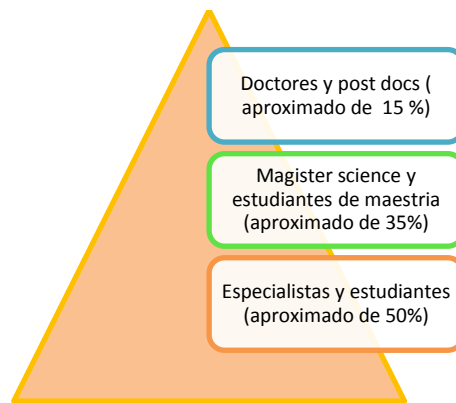 Doctores y post docs (
aproximado de  15 %)
Magister science y
estudiantes de maestria
(aproximado de 35%)
Especialistas y estudiantes
(aproximado de 50%)